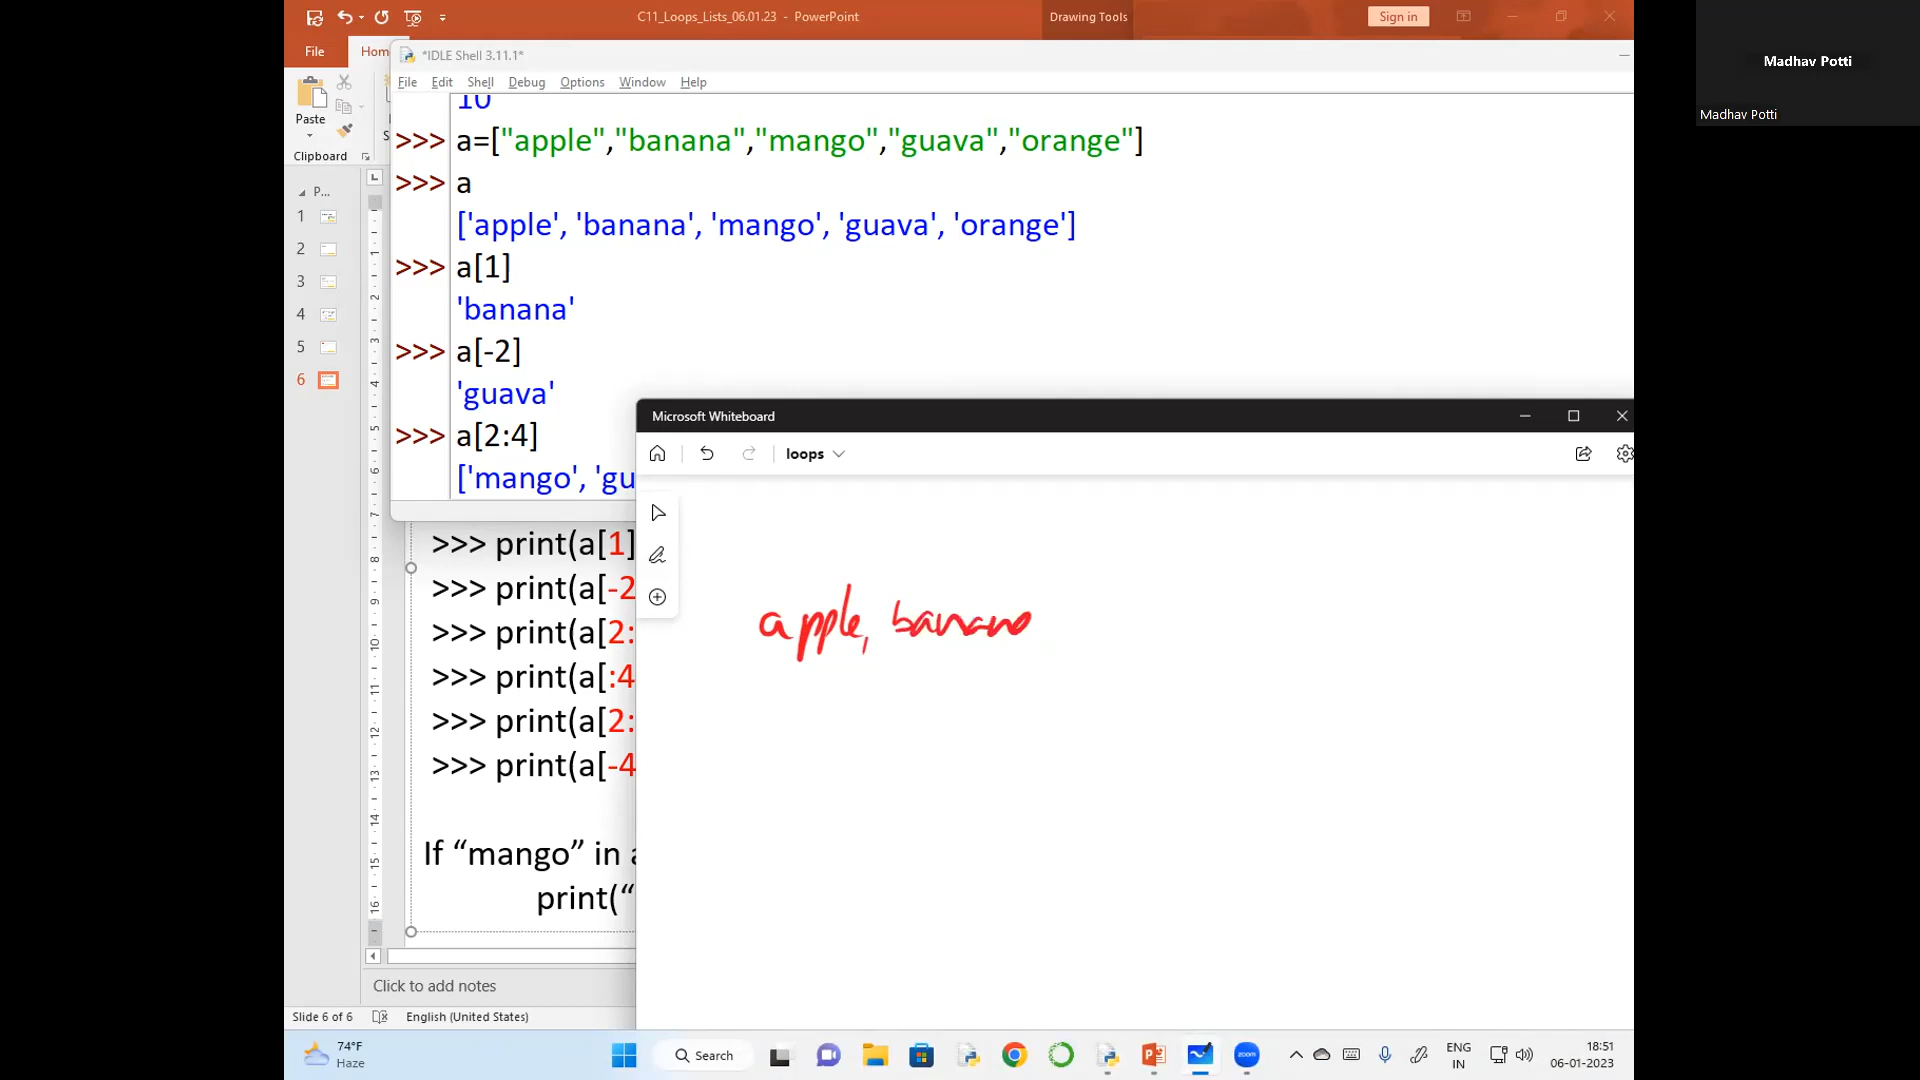 C11_Loops_Lists_06.01.23 - PowerPoint
Drawing Tools
Sign in
File
Hom
*IDLE Shell 3.11.1*
File Edit Shell Debug Options Window Help
Paste
Clipboard
P...
1
2
3
4
5
6
10
>>> a=["apple","banana","mango","guava","orange"]
>>> a
['apple', 'banana', 'mango', 'guava', 'orange']
>>> a[1]
'banana'
>>> a[-2]
'guava'
>>> a[2:4]
['mango', 'gu
>>> print(a[1]
>>> print(a[-2
>>> print(a[2:
>>> print(a[:4
>>> print(a[2:
>>> print(a[-4
If “mango” in a
print(“
Click to add notes
Slide 6 of 6 English (United States)
Microsoft Whiteboard
loops
apple, banana
74°F
Haze
Search
zoom
ENG
IN
18:51
06-01-2023
Madhav Potti
Madhav Potti